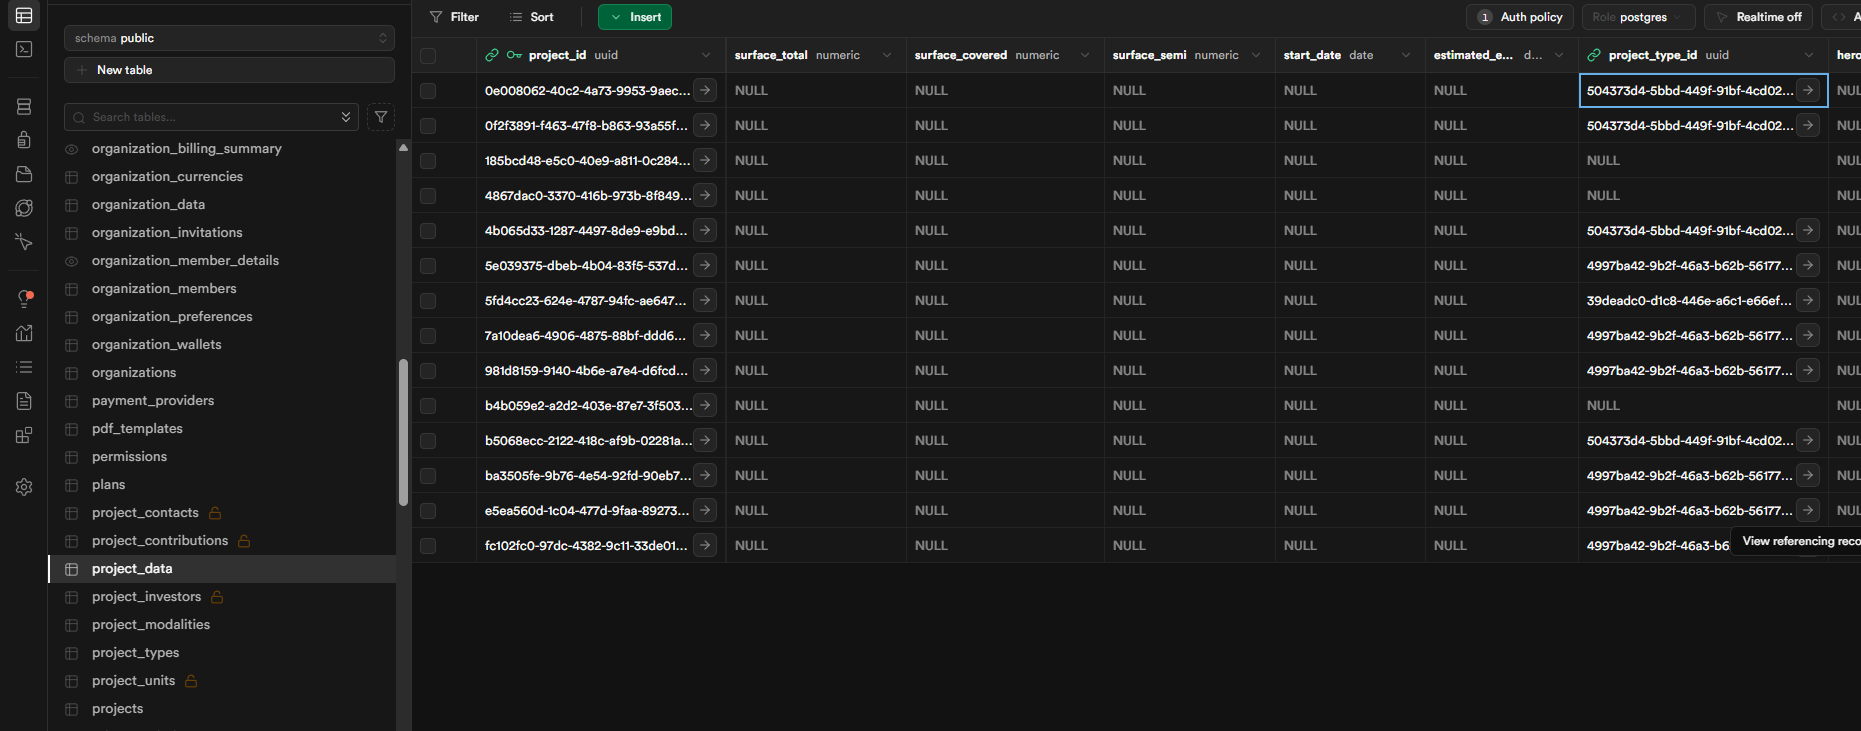 schema public
New table
Search tables...
organization_billing_summary
organization_currencies
organization_data
organization_invitations
organization_member_details
organization_members
organization_preferences
organization_wallets
organizations
payment_providers
pdf_templates
permissions
plans
project_contacts
project_contributions
project_data
project_investors
project_modalities
project_types
project_units
projects
Filter Sort Insert 1 Auth policy Role postgres Realtime off A
project_id uuid surface_total numeric surface_covered numeric surface_semi numeric start_date date estimated_e... d... project_type_id uuid hero
0e008062-40c2-4a73-9953-9aec... NULL NULL NULL NULL NULL 504373d4-5bbd-449f-91bf-4cd02... NUL
0f2f3891-f463-47f8-b863-93a55f... NULL NULL NULL NULL NULL 504373d4-5bbd-449f-91bf-4cd02... NUL
185bcd48-e5c0-40e9-a811-0c284... NULL NULL NULL NULL NULL NULL NUL
4867dac0-3370-416b-973b-8f849... NULL NULL NULL NULL NULL NULL NUL
4b065d33-1287-4497-8de9-e9bd... NULL NULL NULL NULL NULL 504373d4-5bbd-449f-91bf-4cd02... NUL
5e039375-dbeb-4b04-83f5-537d... NULL NULL NULL NULL NULL 4997ba42-9b2f-46a3-b62b-56177... NUL
5fd4cc23-624e-4787-94fc-ae647... NULL NULL NULL NULL NULL 39deadc0-d1c8-446e-a6c1-e66ef... NUL
7a10dea6-4906-4875-88bf-ddd6... NULL NULL NULL NULL NULL 4997ba42-9b2f-46a3-b62b-56177... NUL
981d8159-9140-4b6e-a7e4-d6fcd... NULL NULL NULL NULL NULL 4997ba42-9b2f-46a3-b62b-56177... NUL
b4b059e2-a2d2-403e-87e7-3f503... NULL NULL NULL NULL NULL NULL NUL
b5068ecc-2122-418c-af9b-02281a... NULL NULL NULL NULL NULL 504373d4-5bbd-449f-91bf-4cd02... NUL
ba3505fe-9b76-4e54-92fd-90eb7... NULL NULL NULL NULL NULL 4997ba42-9b2f-46a3-b62b-56177... NUL
e5ea560d-1c04-477d-9faa-89273... NULL NULL NULL NULL NULL 4997ba42-9b2f-46a3-b62b-56177... NUL
fc102fc0-97dc-4382-9c11-33de01... NULL NULL NULL NULL NULL 4997ba42-9b2f-46a3-b6 View referencing reco